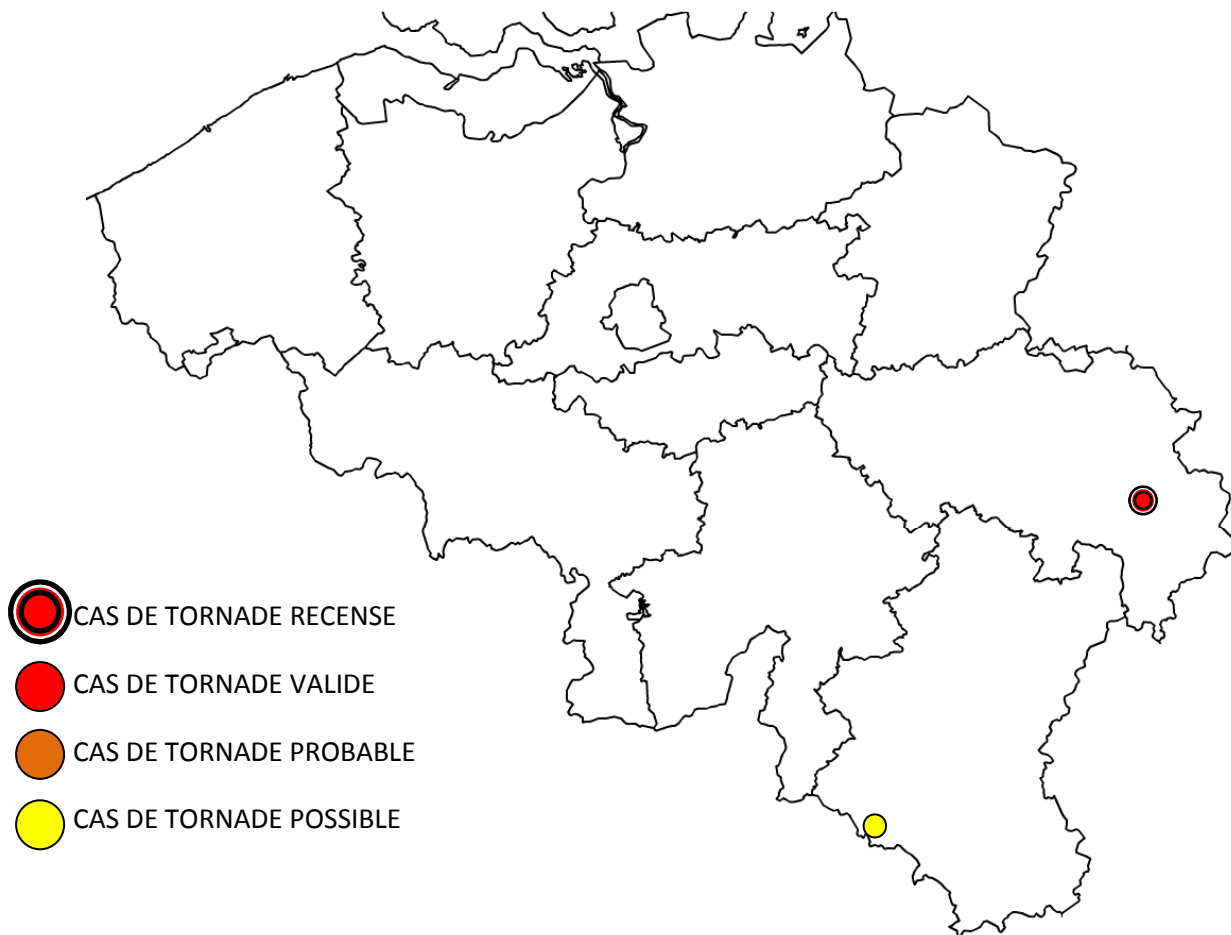 CAS DE TORNADE RECENSE
CAS DE TORNADE VALIDE
CAS DE TORNADE PROBABLE
CAS DE TORNADE POSSIBLE